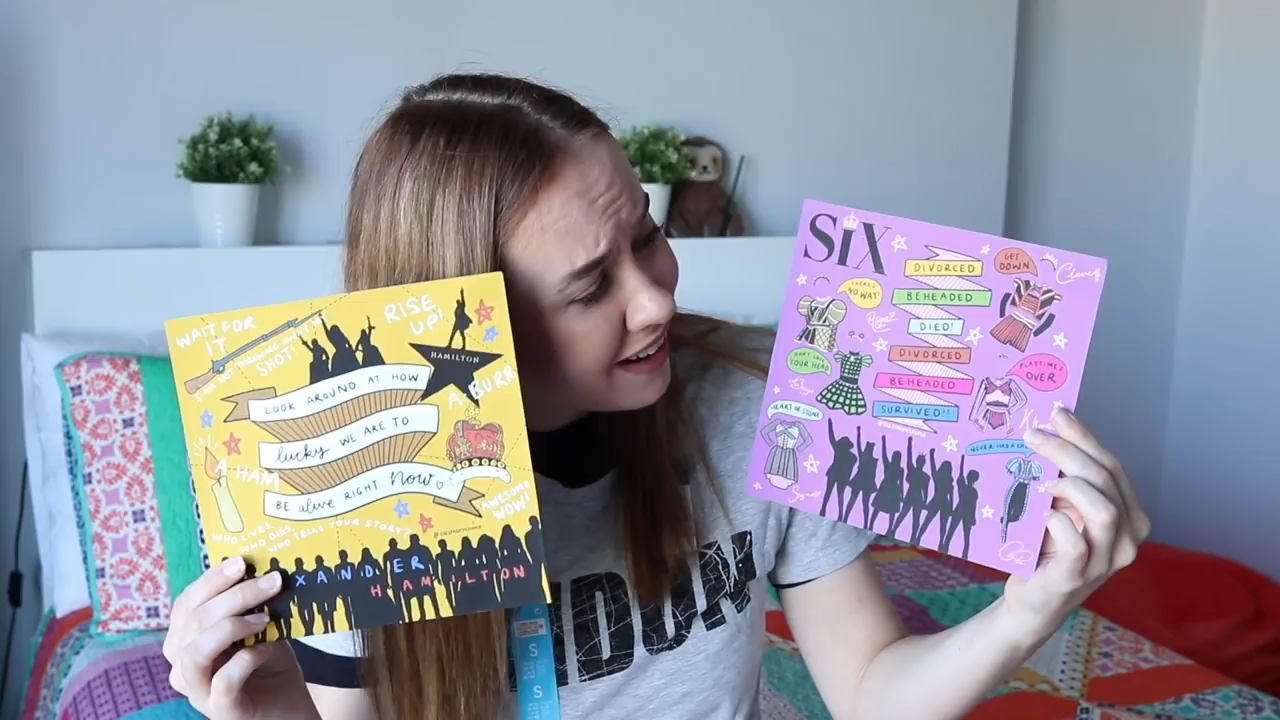 WAIT FOR
IT
I AM NOT THROWING AWAY MY
SHOT!
RISE
UP!
HAMILTON
A. BURR
LOOK AROUND AT HOW
lucky WE ARE TO
BE alive RIGHT Now
A. HAM
AWESOME
WOW!
WHO LIVES,
WHO DIES,
WHO TELLS YOUR STORY?
XANDER
HAMILTON
SIX
DIVORCED
BEHEADED
DIED!
DIVORCED
BEHEADED
SURVIVED!!
GET
DOWN
Cleves
NO WAY!
DON'T LOSE
YOUR HEAD
HEART OF STONE
PLAYTIME'S
OVER
S
S